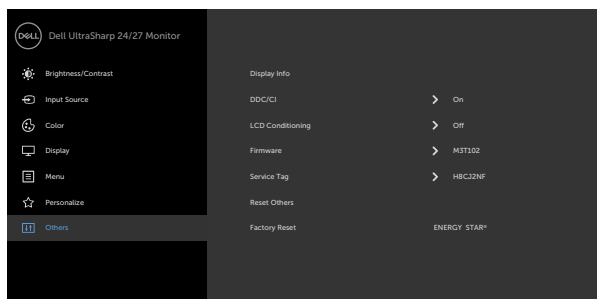 DELL Dell UltraSharp 24/27 Monitor
Brightness/Contrast Display Info
Input Source DDC/CI On
Color LCD Conditioning Off
Display Firmware M3T102
Menu Service Tag H8CJ2NF
Personalize Reset Others
Others Factory Reset ENERGY STAR®